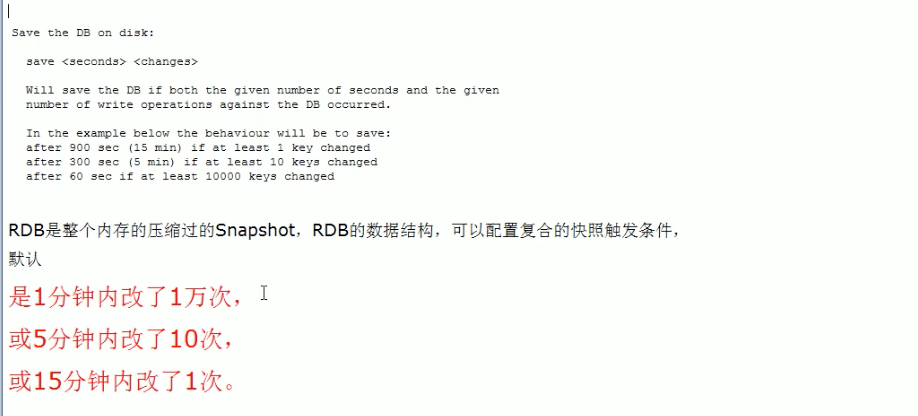 Save the DB on disk:
save <seconds> <changes>
Will save the DB if both the given number of seconds and the given
number of write operations against the DB occurred.
In the example below the behaviour will be to save:
after 900 sec (15 min) if at least 1 key changed
after 300 sec (5 min) if at least 10 keys changed
after 60 sec if at least 10000 keys changed
RDB是整个内存的压缩过的Snapshot，RDB的数据结构，可以配置复合的快照触发条件，
默认
是1分钟内改了1万次，
或5分钟内改了10次，
或15分钟内改了1次。